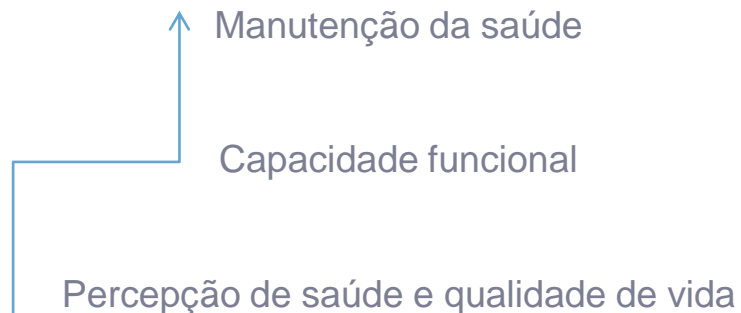 Manutenção da saúde
Capacidade funcional
Percepção de saúde e qualidade de vida